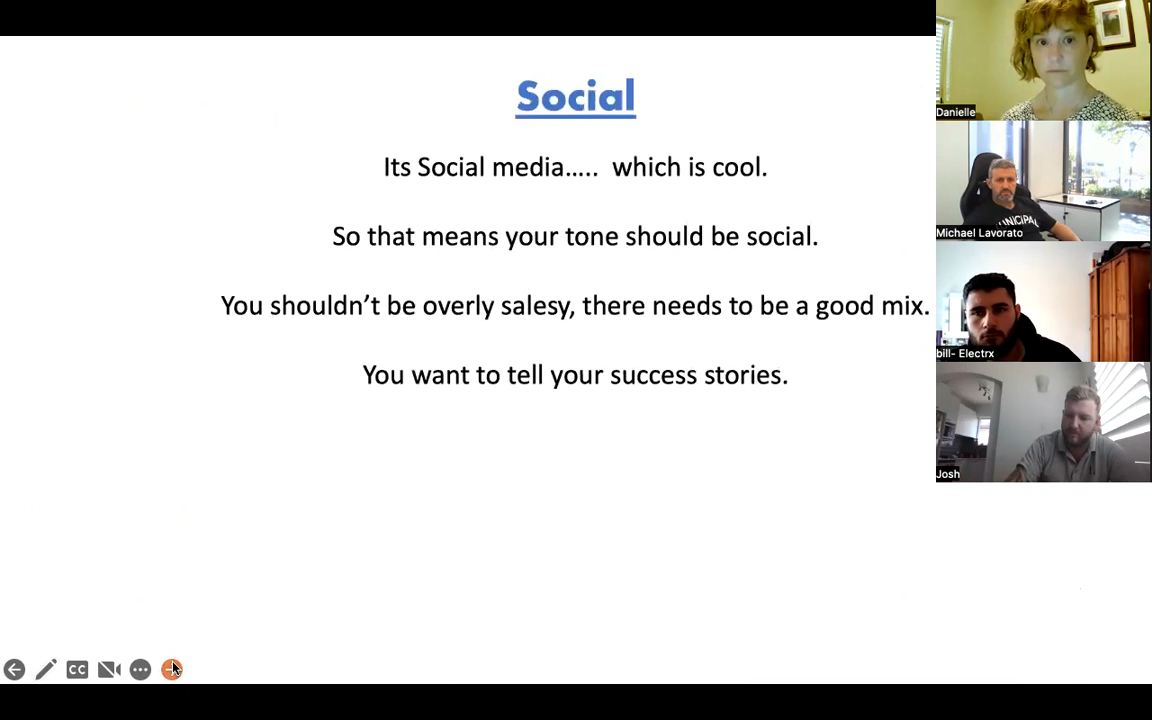 Social
Its Social media..... which is cool.
So that means your tone should be social.
You shouldn’t be overly salesy, there needs to be a good mix.
You want to tell your success stories.
Danielle
UNICIPAL
Michael Lavorato
bill- Electrx
Josh
CC